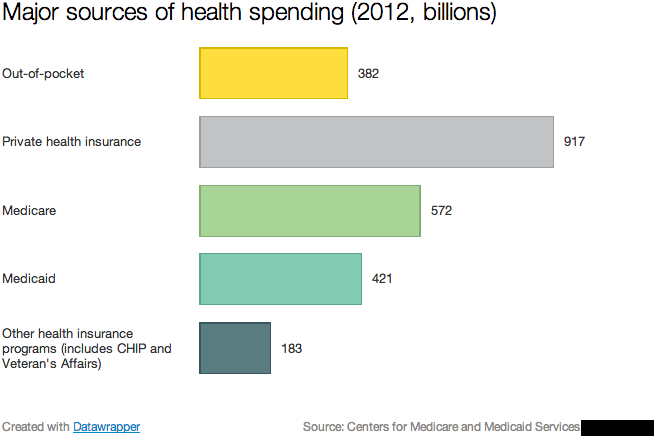 Major sources of health spending (2012, billions)
Out-of-pocket
382
Private health insurance
917
Medicare
572
Medicaid
421
Other health insurance
programs (includes CHIP and
Veteran's Affairs)
183
Created with Datawrapper
Source: Centers for Medicare and Medicaid Services